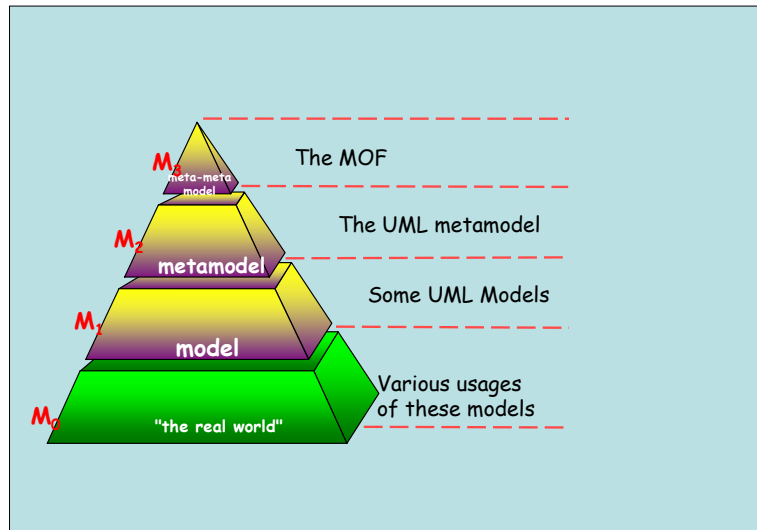 M3
meta-meta
model
The MOF
M2
metamodel
The UML metamodel
M1
model
Some UML Models
M0
"the real world"
Various usages
of these models